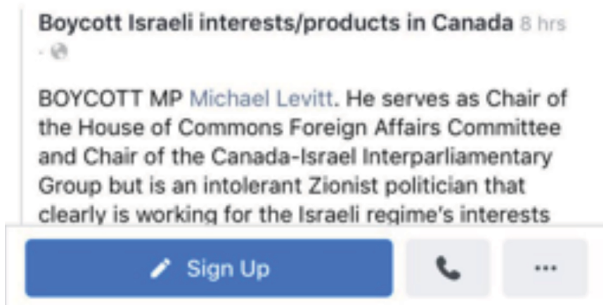 Boycott Israeli interests/products in Canada 8 hrs
·
BOYCOTT MP Michael Levitt. He serves as Chair of
the House of Commons Foreign Affairs Committee
and Chair of the Canada-Israel Interparliamentary
Group but is an intolerant Zionist politician that
clearly is working for the Israeli regime's interests
Sign Up